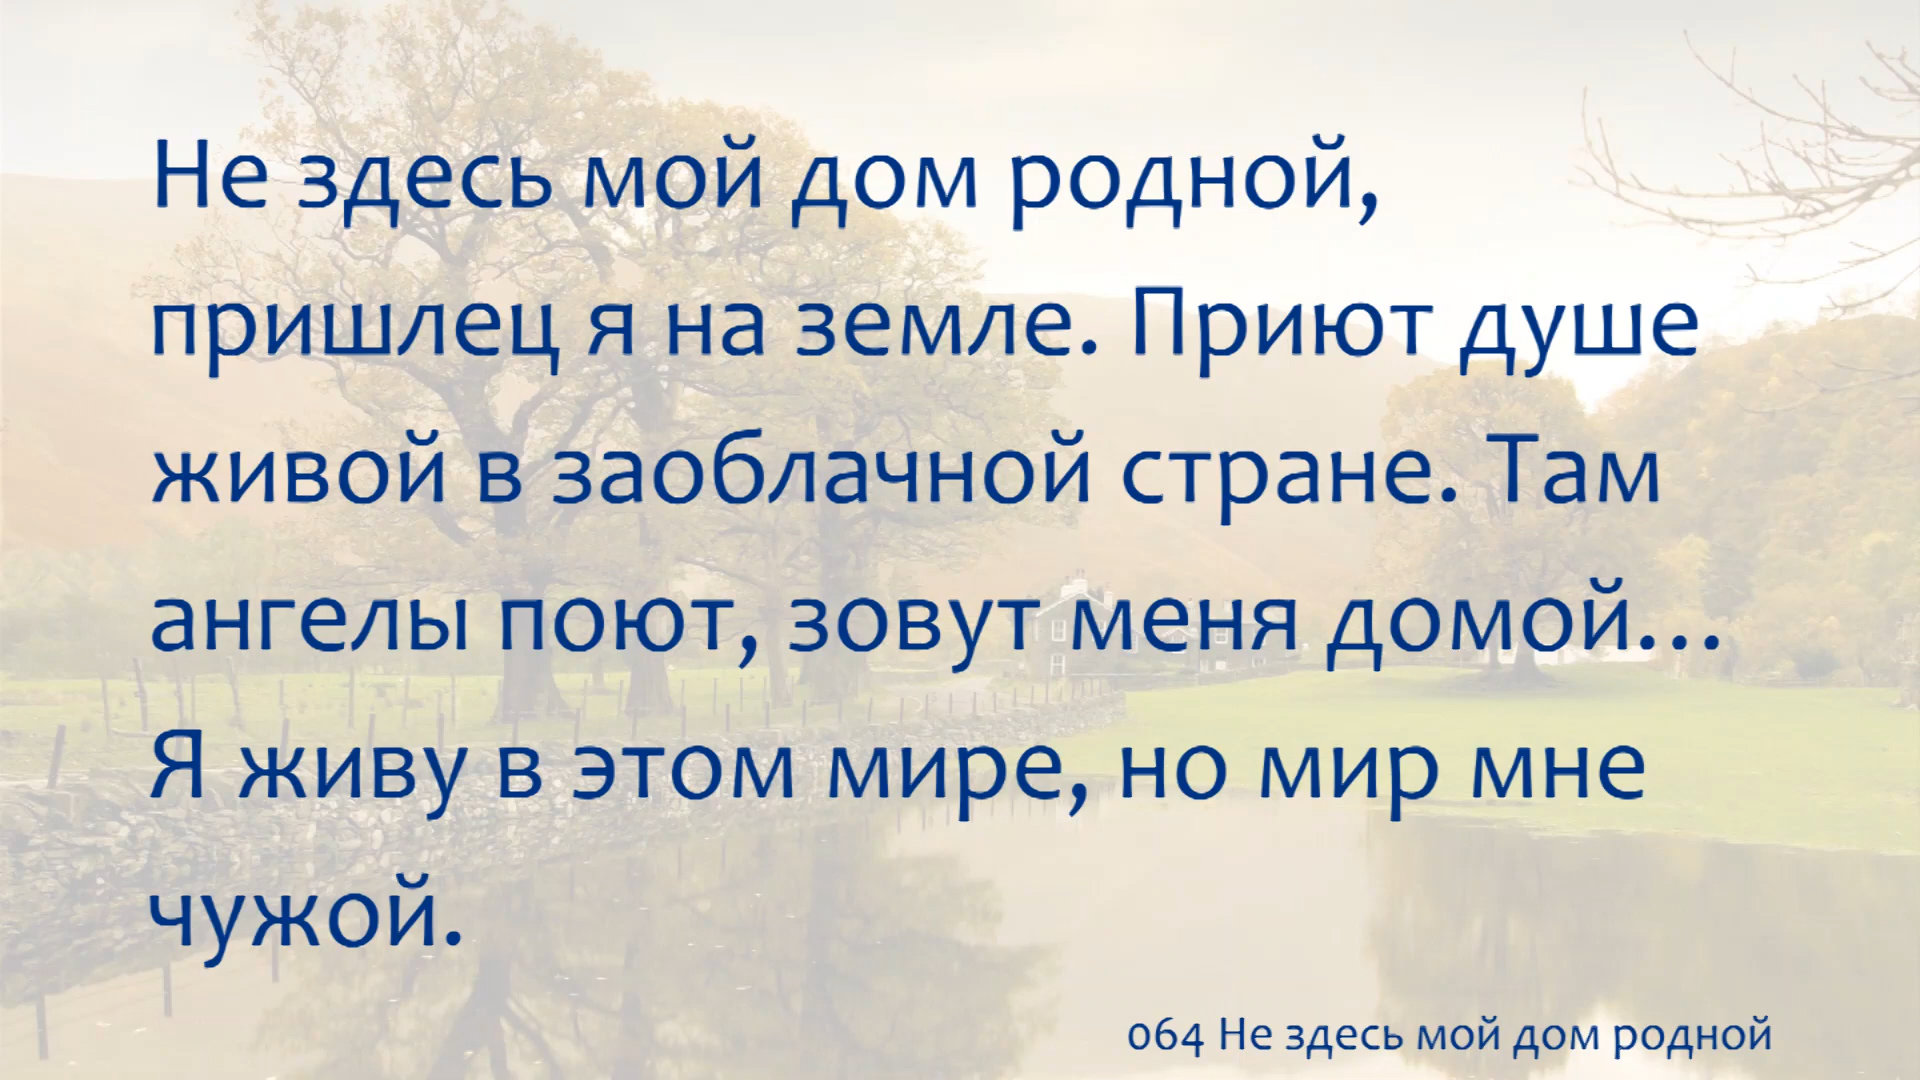 Не здесь мой дом родной,
пришлец я на земле. Приют душе
живой в заоблачной стране. Там
ангелы поют, зовут меня домой...
Я живу в этом мире, но мир мне
чужой.
064 Не здесь мой дом родной